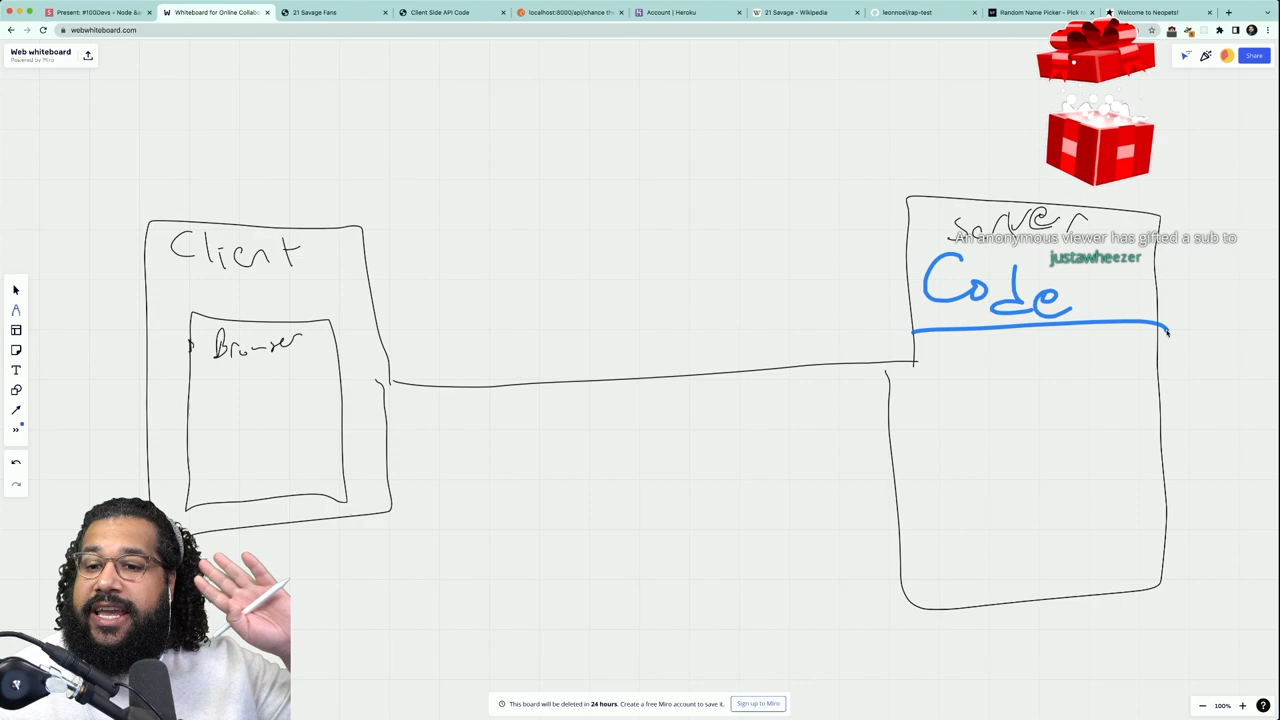 Present: #100Devs - Node &
Whiteboard for Online Collabo
21 Savage Fans
Client Side API Code
localhost:8000/api/chance the
Account | Heroku
21 Savage - Wikipedia
leonnoel/rap-test
Random Name Picker - Pick r
Welcome to Neopets!
webwhiteboard.com
Web whiteboard
Powered by Miro
Share
Client
Browser
server
An anonymous viewer has gifted a sub to
justawheezer
Code
This board will be deleted in 24 hours. Create a free Miro account to save it.
Sign up to Miro
100%